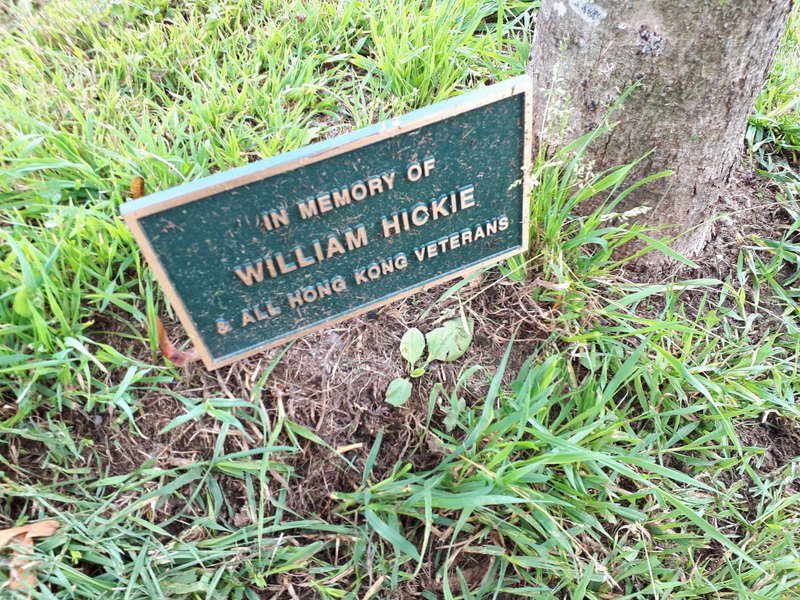 IN MEMORY OF
WILLIAM HICKIE
& ALL HONG KONG VETERANS